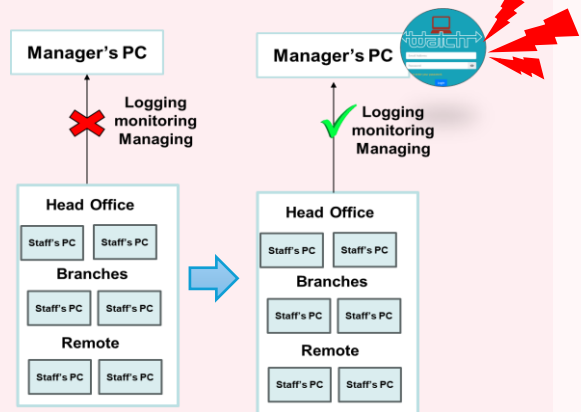 Manager's PC
Logging
monitoring
Managing
Head Office
Staff's PC Staff's PC
Branches
Staff's PC Staff's PC
Remote
Staff's PC Staff's PC
Manager's PC
Watch
Logging
monitoring
Managing
Head Office
Staff's PC Staff's PC
Branches
Staff's PC Staff's PC
Remote
Staff's PC Staff's PC